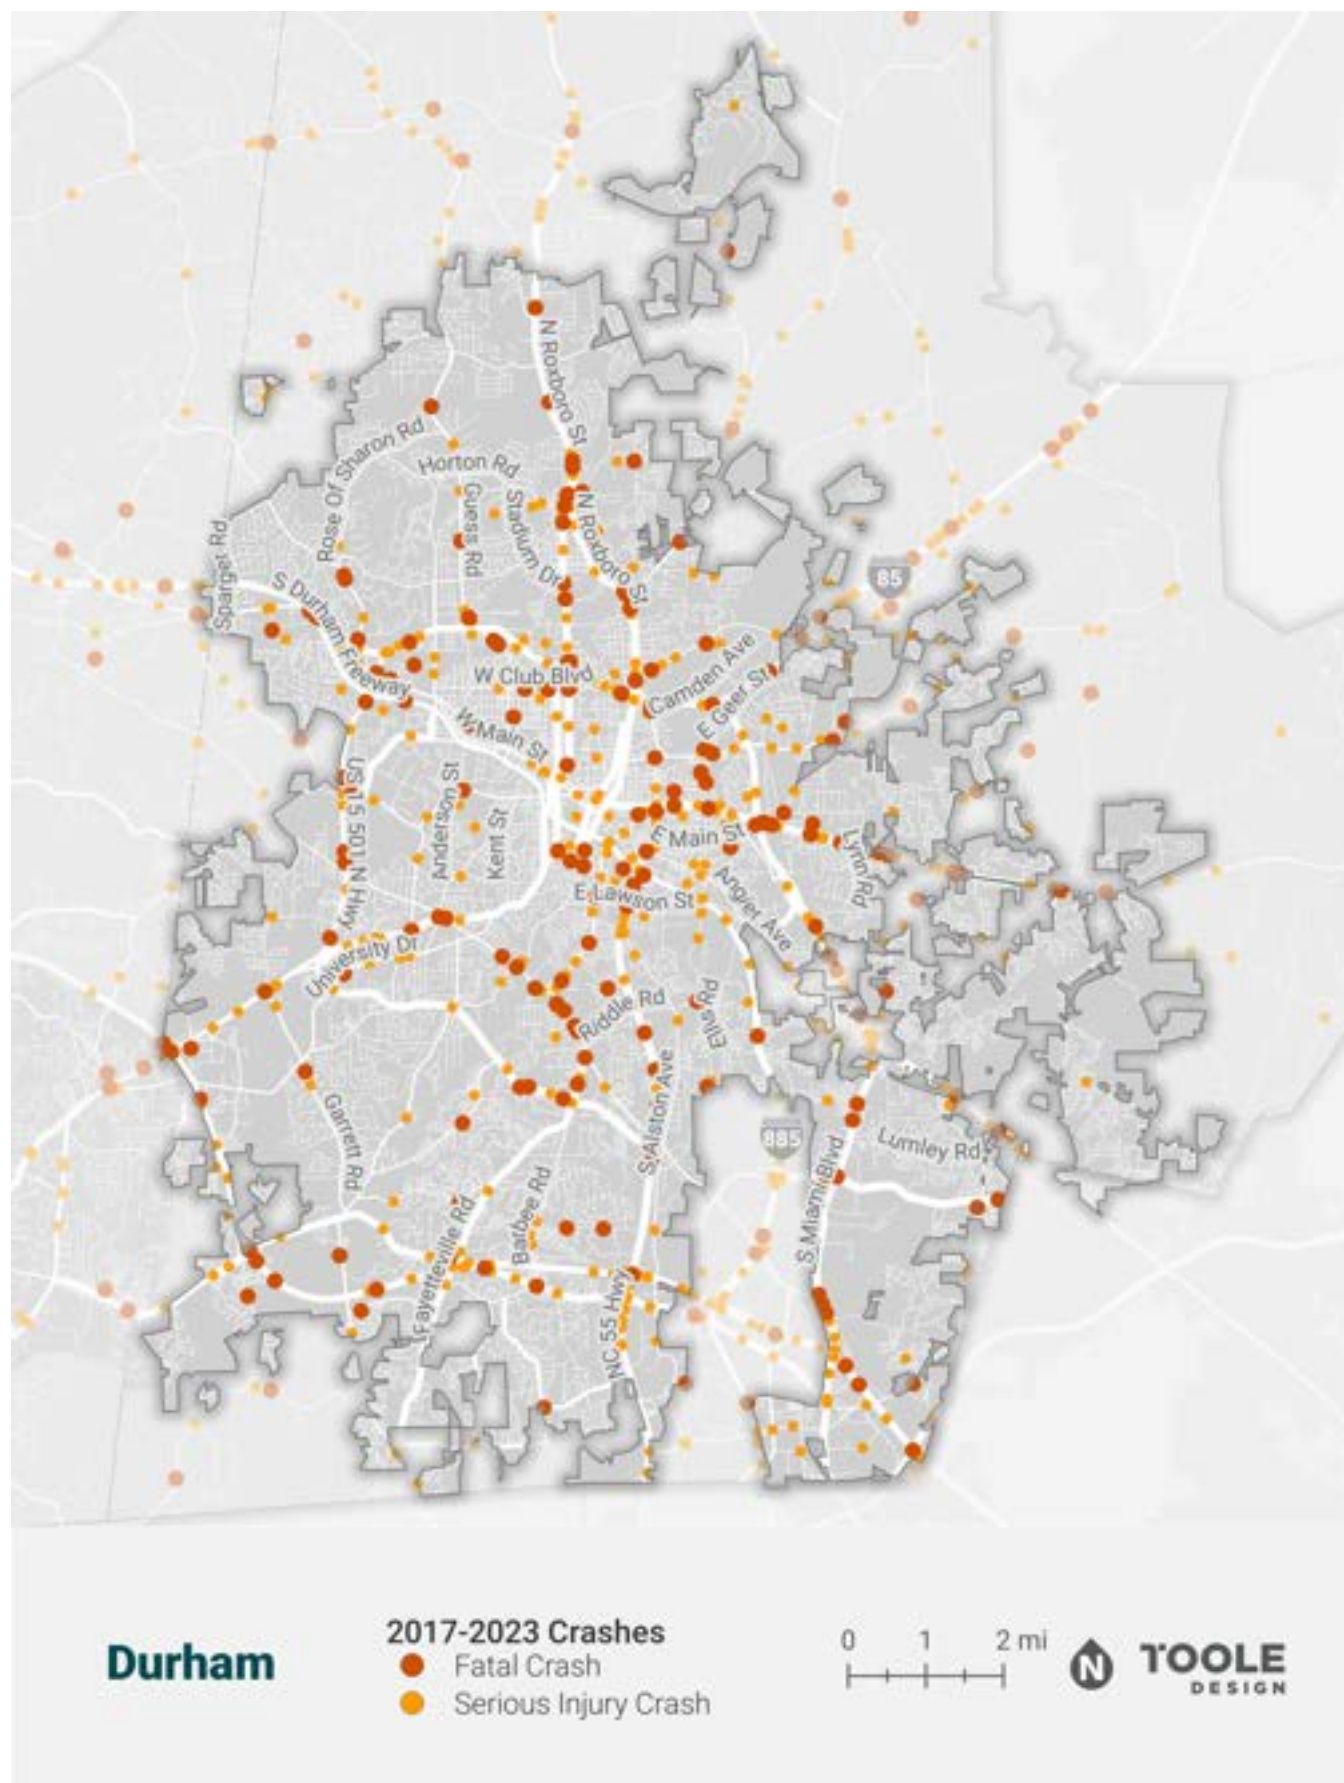 N Roxboro St
Rose Of Sharon Rd
Horton Rd
Guess Rd
Stadium Dr
N Roxboro St
Sparger Rd
S Durham Freeway
85
W Club Blvd
Camden Ave
E Geer St
W Main St
US 15 501 N Hwy
Anderson St
Kent St
E Main St
Lynn Rd
E Lawson St
Angier Ave
University Dr
Riddle Rd
Ellis Rd
Garrett Rd
S Alston Ave
885
Lumley Rd
S Miami Blvd
Barbee Rd
Fayetteville Rd
NC 55 Hwy
Durham
2017-2023 Crashes
Fatal Crash
Serious Injury Crash
0 1 2 mi
N
TOOLE
DESIGN